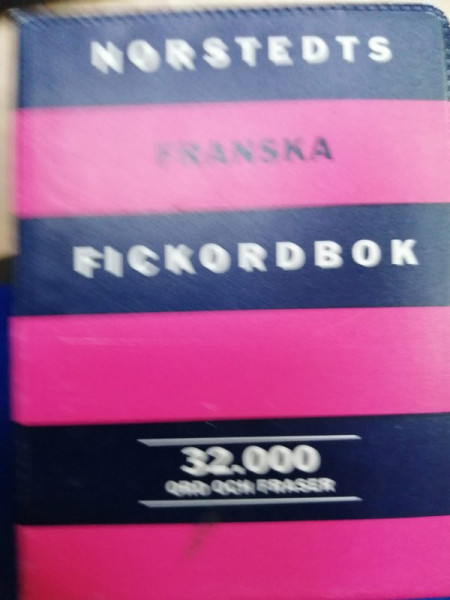 NORSTEDTS
FRANSKA
FICKORDBOK
32.000
ORD OCH FRASER